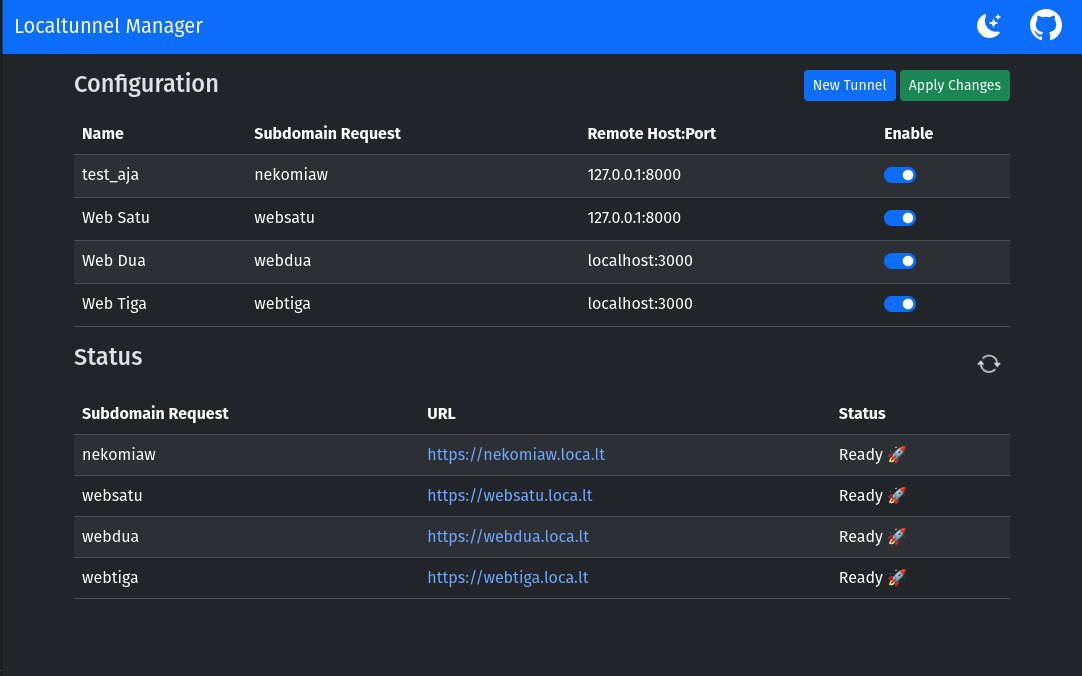 Localtunnel Manager
Configuration New Tunnel Apply Changes
Name Subdomain Request Remote Host:Port Enable
test_aja nekomiaw 127.0.0.1:8000
Web Satu websatu 127.0.0.1:8000
Web Dua webdua localhost:3000
Web Tiga webtiga localhost:3000
Status
Subdomain Request URL Status
nekomiaw https://nekomiaw.loca.lt Ready 🚀
websatu https://websatu.loca.lt Ready 🚀
webdua https://webdua.loca.lt Ready 🚀
webtiga https://webtiga.loca.lt Ready 🚀